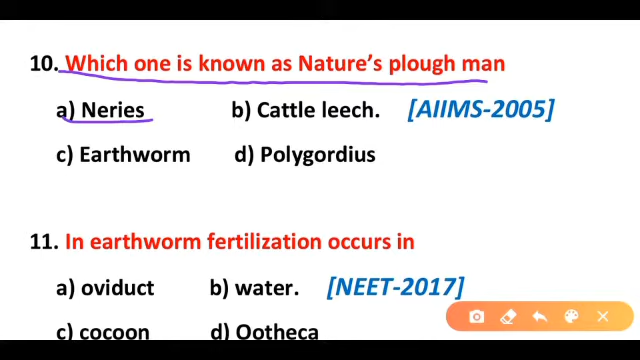 10. Which one is known as Nature's plough man
a) Neries b) Cattle leech. [AIIMS-2005]
c) Earthworm d) Polygordius
11. In earthworm fertilization occurs in
a) oviduct b) water. [NEET-2017]
c) cocoon d) Ootheca